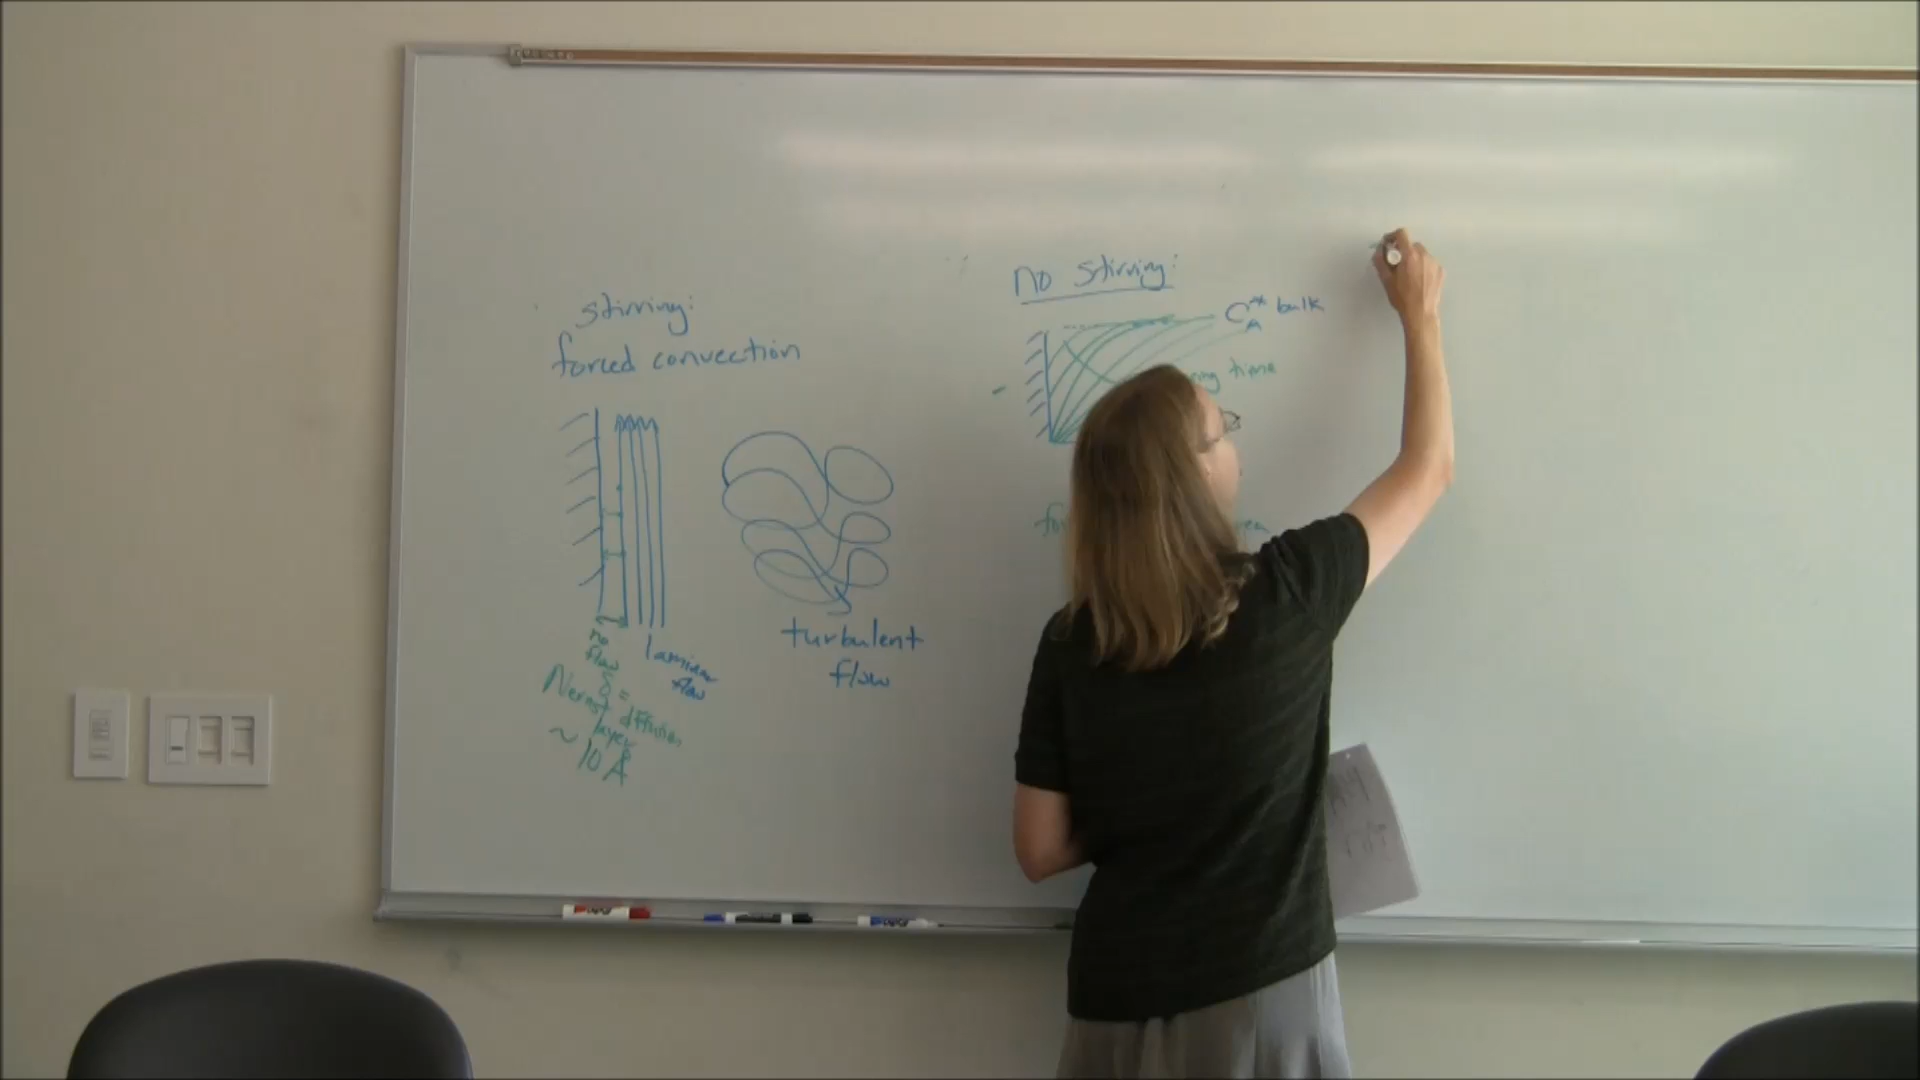 stirring:
forced convection
no
flow
laminar
flow
δ =
Nernst diffusion
layer
~ 10 Å
turbulent
flow
no stirring:
C*A bulk
time